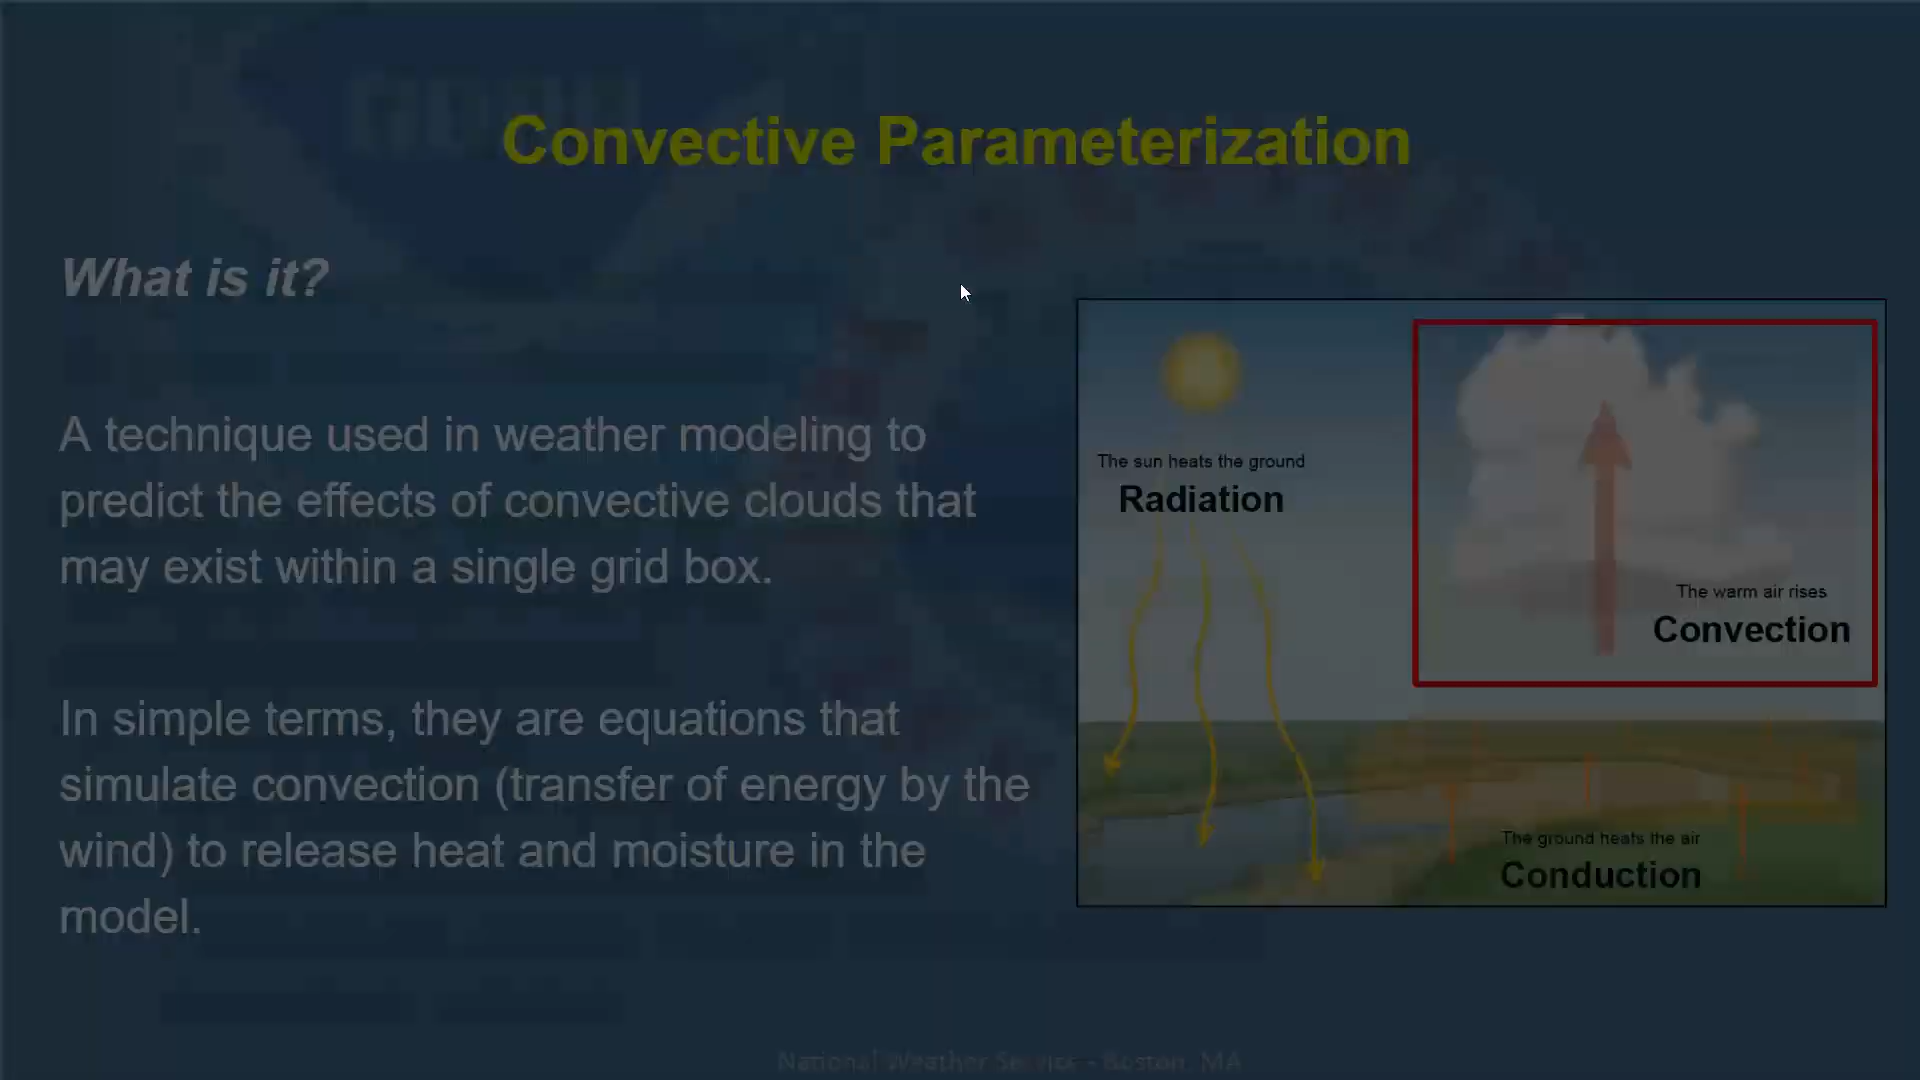 Convective Parameterization
What is it?
A technique used in weather modeling to
predict the effects of convective clouds that
may exist within a single grid box.
In simple terms, they are equations that
simulate convection (transfer of energy by the
wind) to release heat and moisture in the
model.
The sun heats the ground
Radiation
The warm air rises
Convection
The ground heats the air
Conduction
National Weather Service - Boston, MA